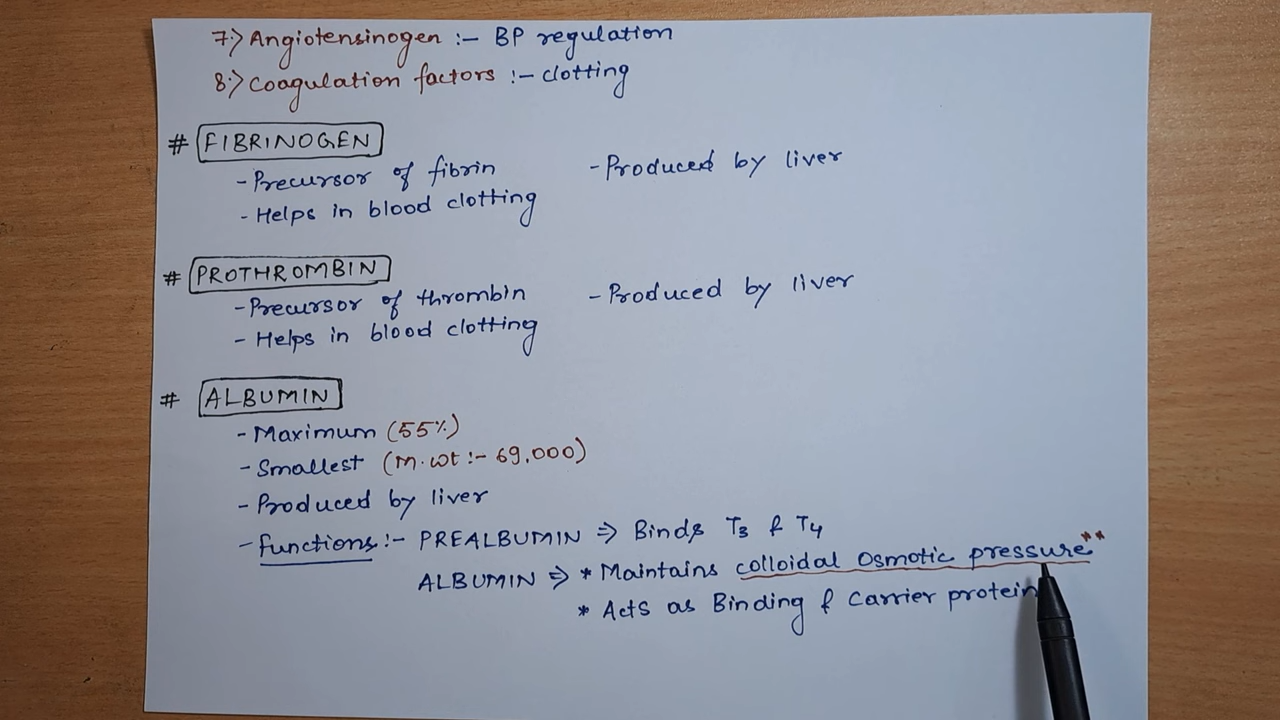 7.) Angiotensinogen :- BP regulation
8.) Coagulation factors :- clotting
# FIBRINOGEN
- Precursor of fibrin - Produced by liver
- Helps in blood clotting
# PROTHROMBIN
- Precursor of thrombin - Produced by liver
- Helps in blood clotting
# ALBUMIN
- Maximum (55%)
- Smallest (m.wt :- 69,000)
- Produced by liver
- functions :- PREALBUMIN ⇒ Binds T3 & T4
ALBUMIN ⇒ * Maintains colloidal osmotic pressure**
* Acts as Binding & Carrier protein